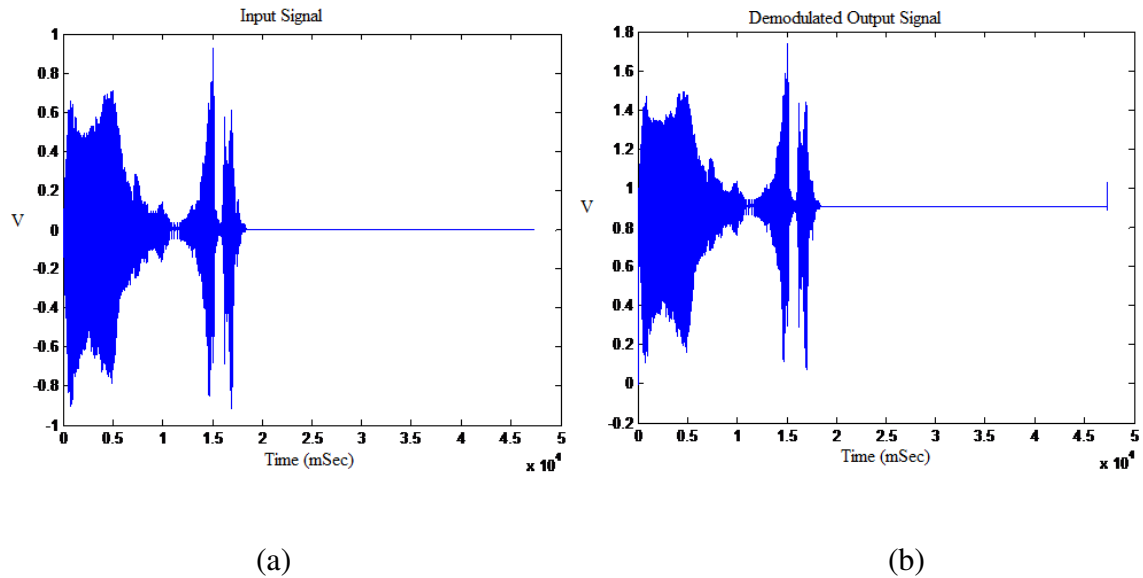 Input Signal
1
0.8
0.6
0.4
0.2
0
-0.2
-0.4
-0.6
-0.8
-1
V
0 0.5 1 1.5 2 2.5 3 3.5 4 4.5 5
Time (mSec)
x 10^4
(a)
Demodulated Output Signal
1.8
1.6
1.4
1.2
1
0.8
0.6
0.4
0.2
0
-0.2
V
0 0.5 1 1.5 2 2.5 3 3.5 4 4.5 5
Time (mSec)
x 10^4
(b)